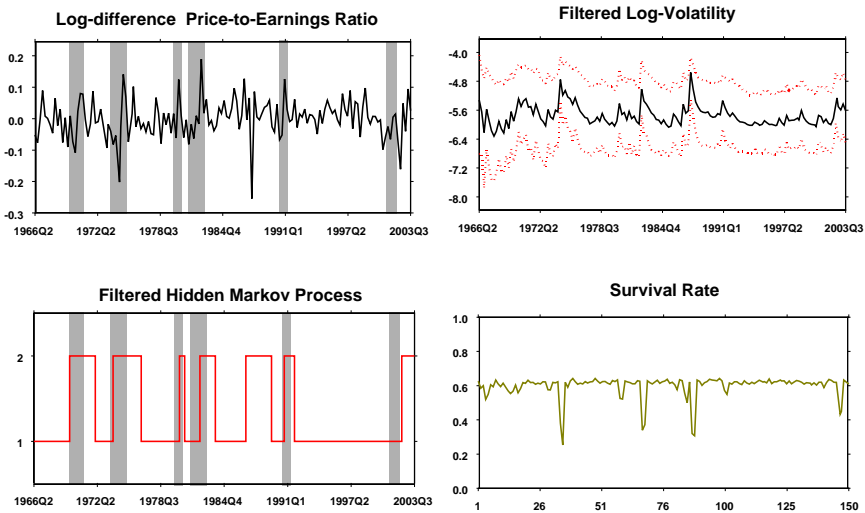 Log-difference Price-to-Earnings Ratio
0.2
0.1
0.0
-0.1
-0.2
-0.3
1966Q2 1972Q2 1978Q3 1984Q4 1991Q1 1997Q2 2003Q3
Filtered Log-Volatility
-4.0
-4.8
-5.6
-6.4
-7.2
-8.0
1966Q2 1972Q2 1978Q3 1984Q4 1991Q1 1997Q2 2003Q3
Filtered Hidden Markov Process
2
1
1966Q2 1972Q2 1978Q3 1984Q4 1991Q1 1997Q2 2003Q3
Survival Rate
1.0
0.8
0.6
0.4
0.2
0.0
1 26 51 76 100 125 150